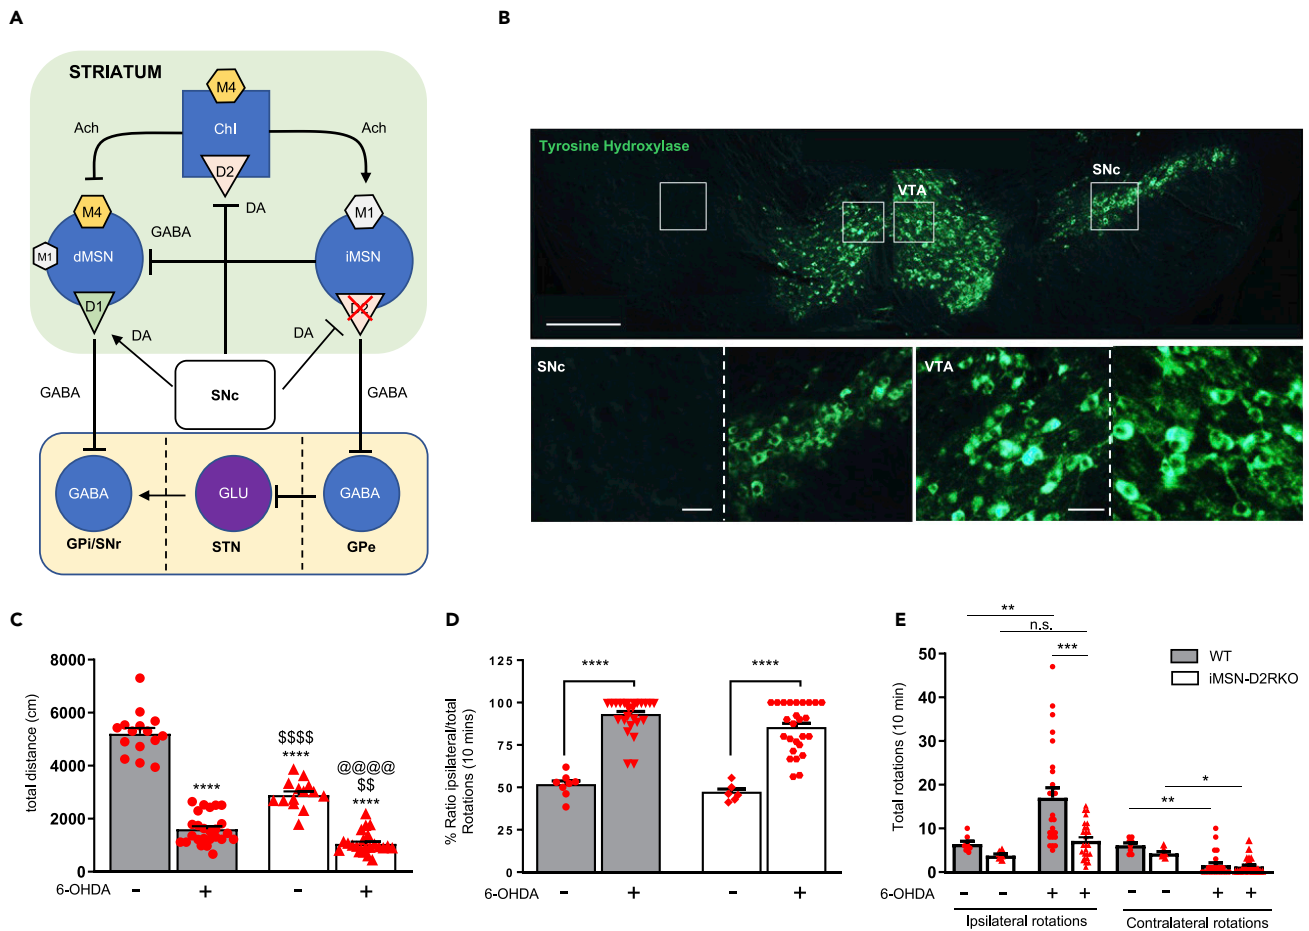 A
STRIATUM
M4
ChI
D2
Ach
Ach
DA
M4
M1
GABA
M1
dMSN
iMSN
D1
D2
DA
DA
SNc
GABA
GABA
GABA
GLU
GABA
GPi/SNr
STN
GPe
B
Tyrosine Hydroxylase
VTA
SNc
SNc
VTA
C
total distance (cm)
8000
6000
4000
2000
0
****
$$$$
****
@@@@
$$
****
6-OHDA - + - +
D
% Ratio ipsilateral/total
Rotations (10 mins)
100
75
50
25
0
****
****
6-OHDA - + - +
E
Total rotations (10 min)
50
40
30
20
10
0
**
n.s.
***
*
**
WT
iMSN-D2RKO
6-OHDA - - + + - - + +
Ipsilateral rotations
Contralateral rotations